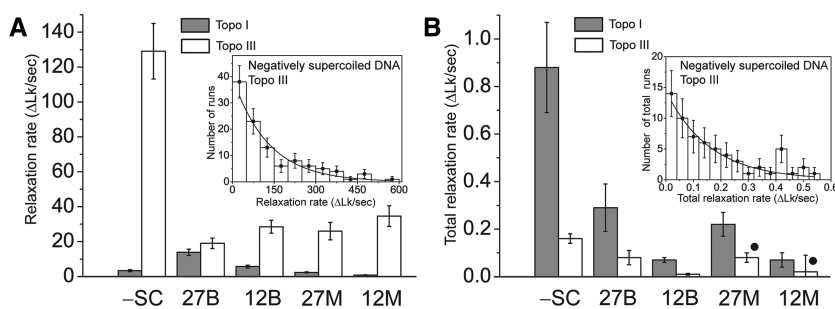 A
Relaxation rate (ΔLk/sec)
140
120
100
80
60
40
20
0
Topo I
Topo III
Negatively supercoiled DNA
Topo III
Number of runs
40
30
20
10
0
0 150 300 450 600
Relaxation rate (ΔLk/sec)
–SC 27B 12B 27M 12M
B
Total relaxation rate (ΔLk/sec)
1.0
0.8
0.6
0.4
0.2
0.0
Topo I
Topo III
Negatively supercoiled DNA
Topo III
Number of total runs
20
15
10
5
0
0.0 0.1 0.2 0.3 0.4 0.5 0.6
Total relaxation rate (ΔLk/sec)
–SC 27B 12B 27M 12M